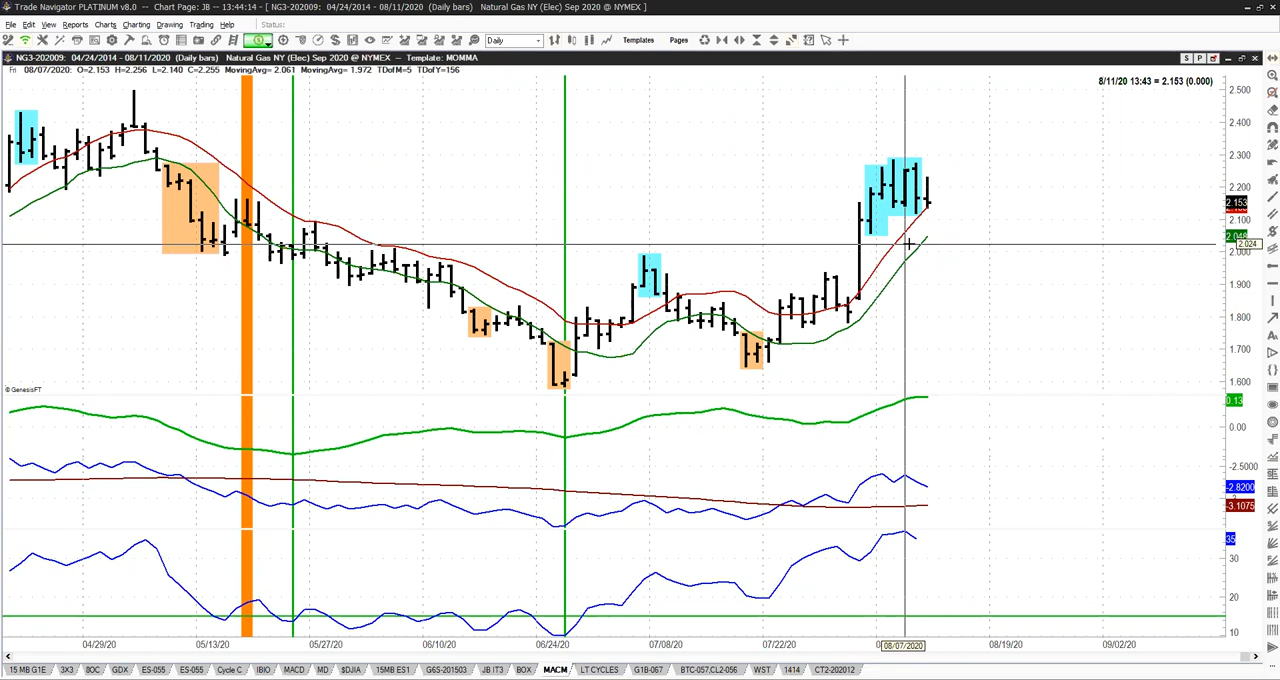 Trade Navigator PLATINUM v8.0 -- Chart Page: JB -- 13:44:14 - [ NG3-202009: 04/24/2014 - 08/11/2020 (Daily bars) Natural Gas NY (Elec) Sep 2020 @ NYMEX ]
File Edit View Reports Charts Charting Drawing Trading Help Status:
Daily Templates Pages
NG3-202009: 04/24/2014 - 08/11/2020 (Daily bars) Natural Gas NY (Elec) Sep 2020 @ NYMEX - Template: MOMMA S P
Fri 08/07/2020: O=2.153 H=2.256 L=2.140 C=2.255 MovingAvg= 2.061 MovingAvg= 1.972 TDofM=5 TDofY=156
8/11/20 13:43 = 2.153 (0.000)
2.500
2.400
2.300
2.200
2.153
2.100
2.048
2.024
2.000
1.900
1.800
1.700
1.600
© GenesisFT
0.13
0.00
-2.5000
-2.8200
-3.1075
35
30
20
10
04/29/20 05/13/20 05/27/20 06/10/20 06/24/20 07/08/20 07/22/20 08/07/2020 08/19/20 09/02/20
15 MB G1E 3X3 8OC GDX ES-055 ES-055 Cycle C IBIO MACD MD $DJIA 15MB ES1 G6S-201503 JB IT3 BOX MACM LT CYCLES G1B-067 BTC-057,CL2-056 WST 1414 CT2-202012